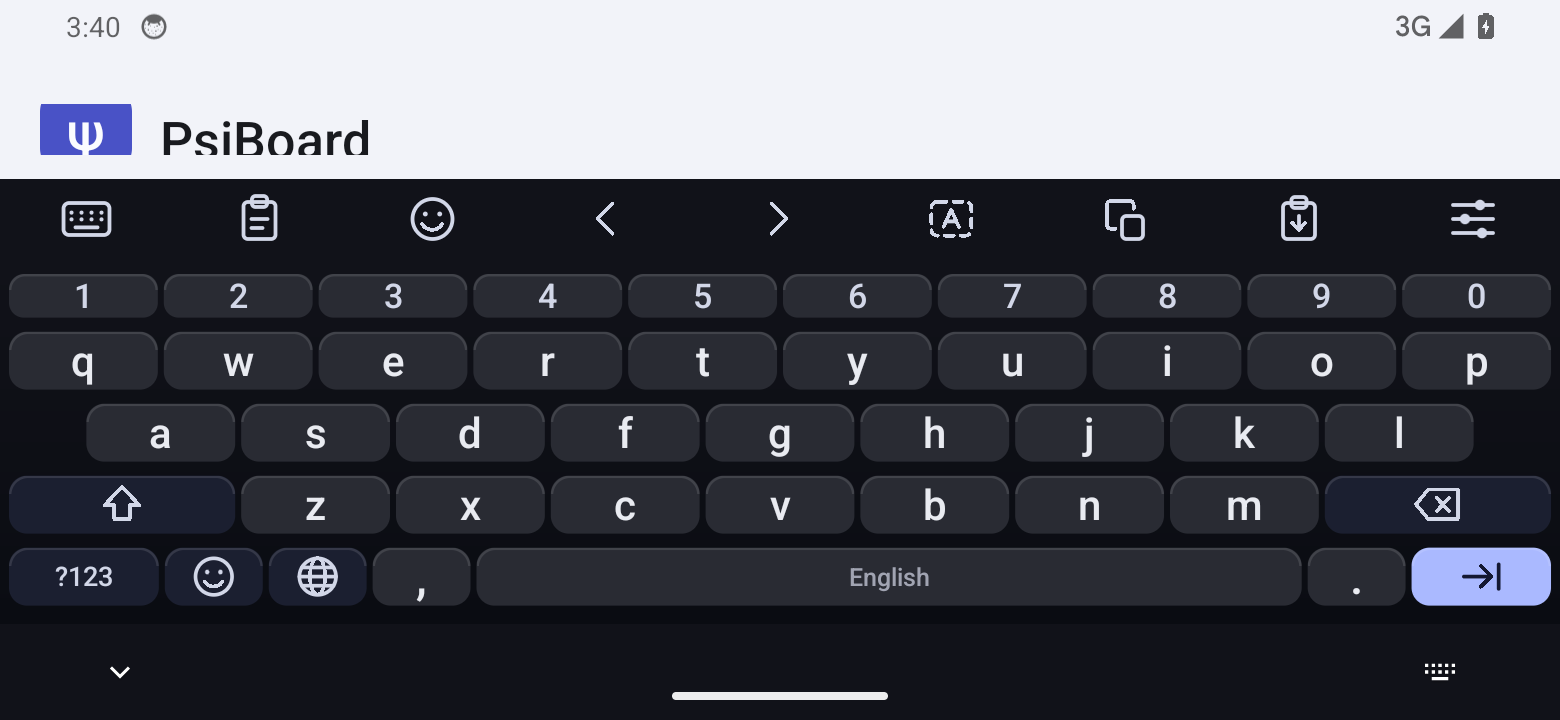 3:40 3G
ψ PsiBoard
A
1 2 3 4 5 6 7 8 9 0
q w e r t y u i o p
a s d f g h j k l
z x c v b n m
?123 , English .